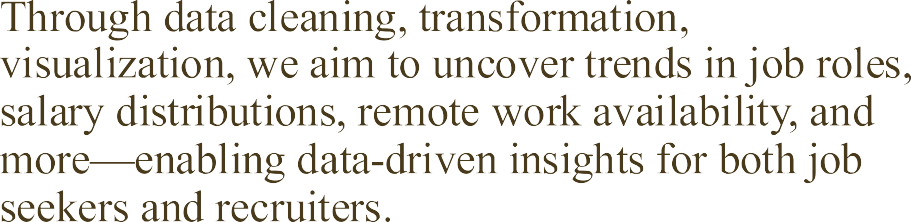 Through data cleaning, transformation,
visualization, we aim to uncover trends in job roles,
salary distributions, remote work availability, and
more—enabling data-driven insights for both job
seekers and recruiters.